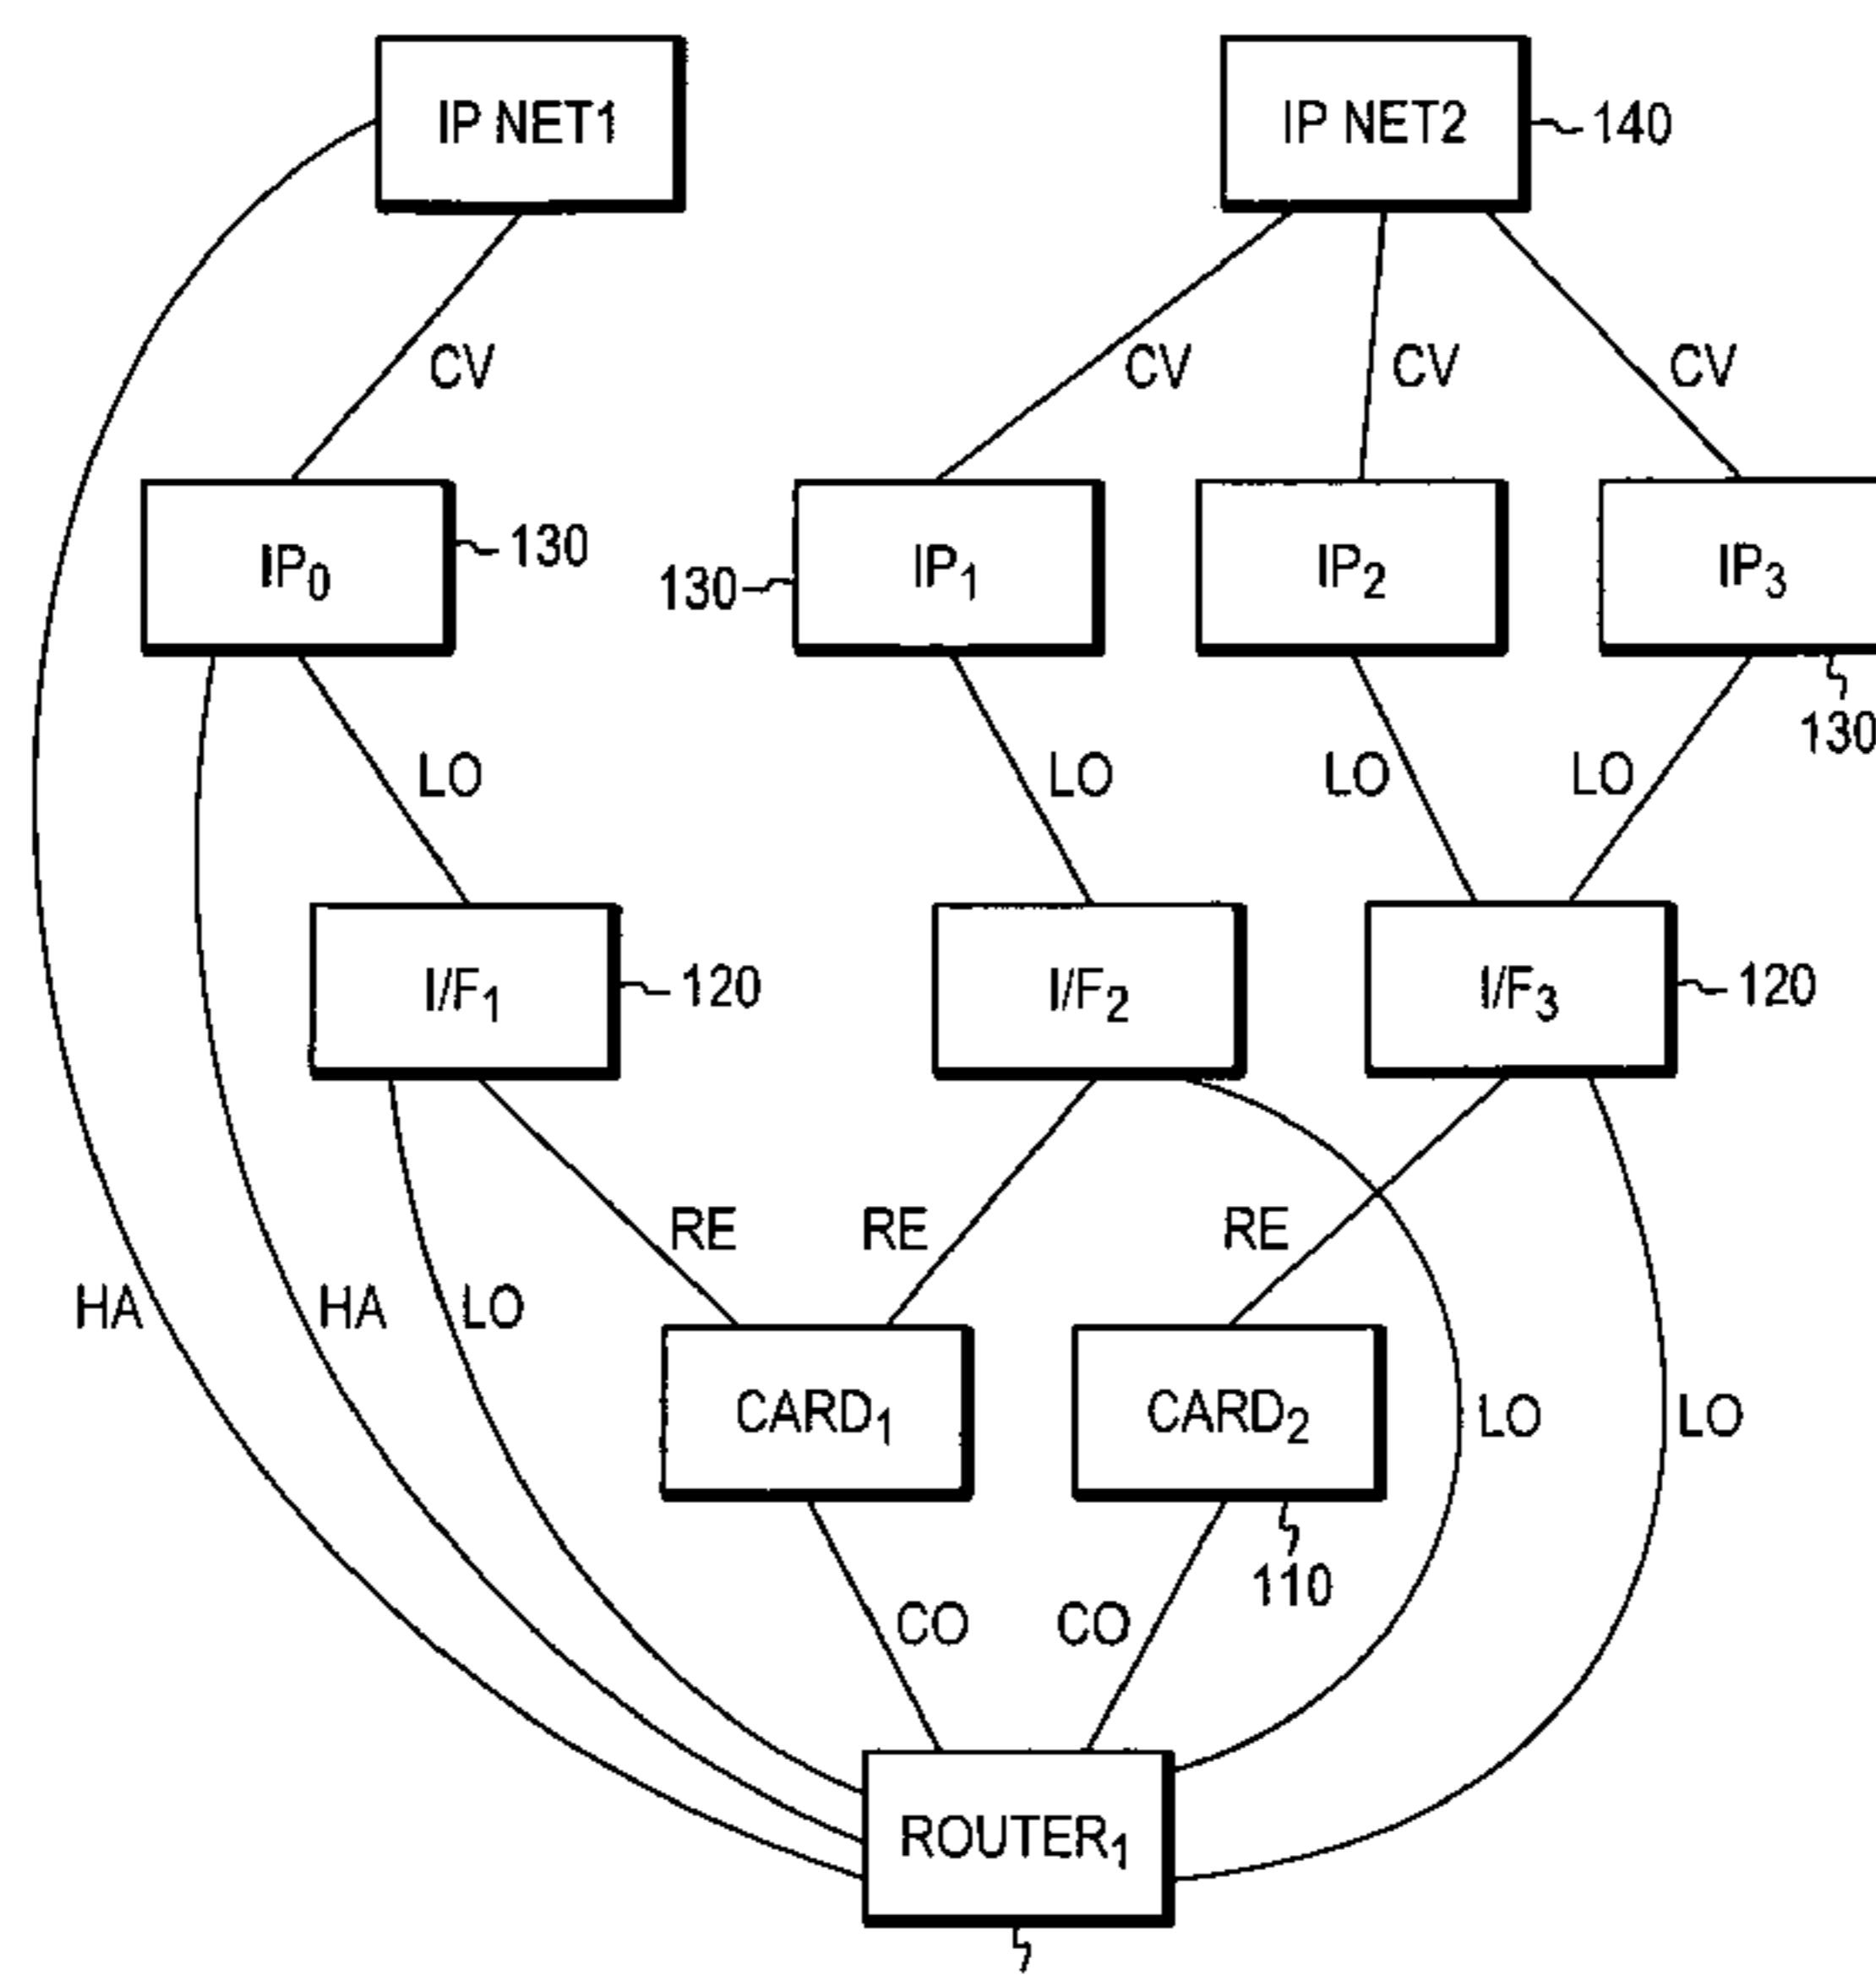 IP NET1
IP NET2
140
CV
CV
CV
CV
IP0
130
130
IP1
IP2
IP3
130
LO
LO
LO
LO
I/F1
120
I/F2
I/F3
120
RE
RE
RE
HA
HA
LO
CARD1
CARD2
LO
LO
110
CO
CO
ROUTER1